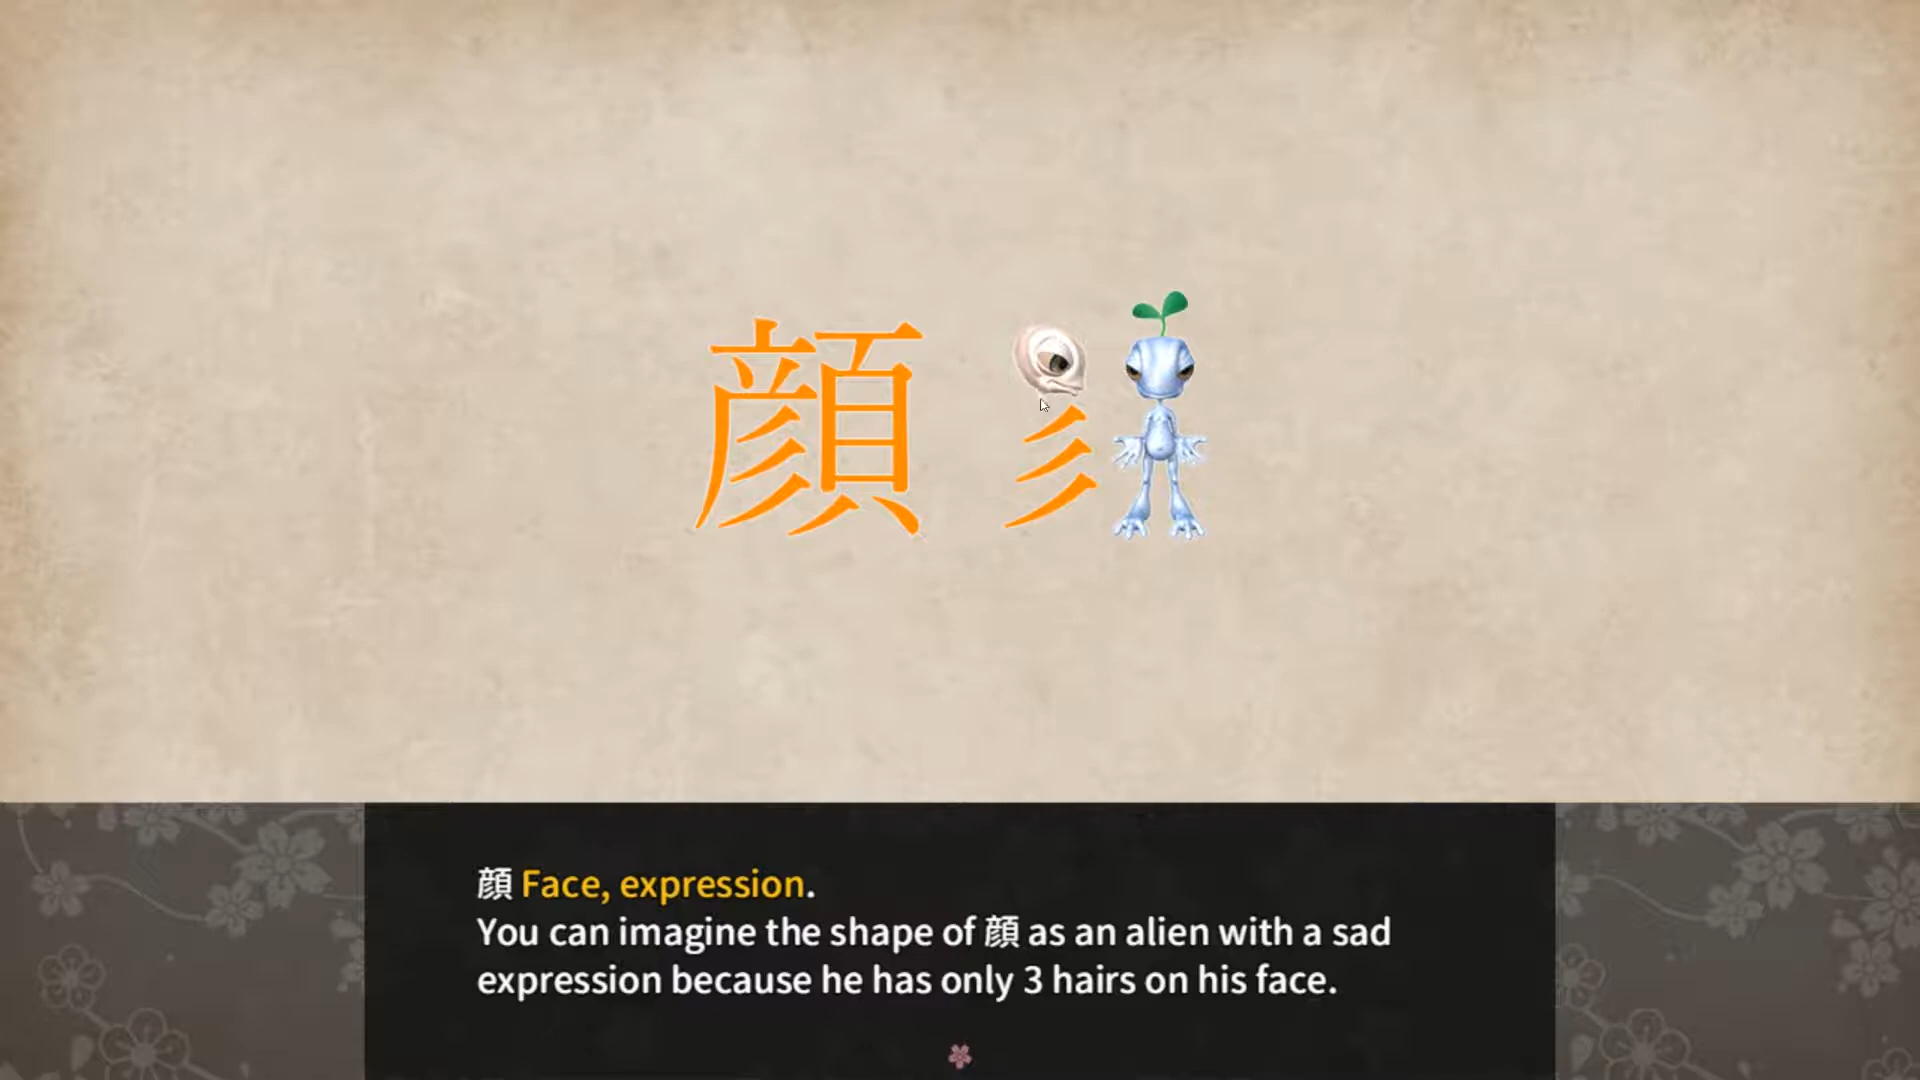 顔 彡
顔 Face, expression.
You can imagine the shape of 顔 as an alien with a sad
expression because he has only 3 hairs on his face.